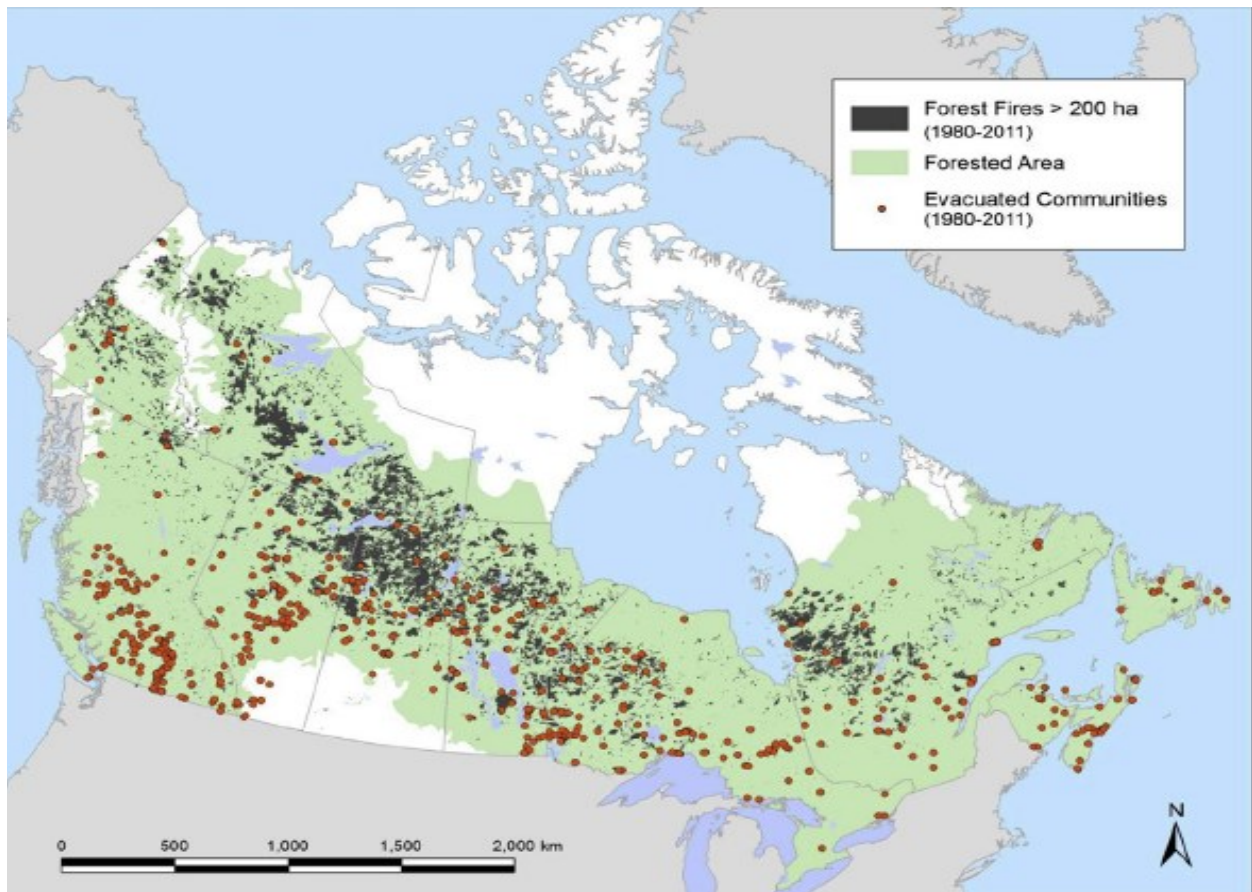 Forest Fires > 200 ha
(1980-2011)
Forested Area
Evacuated Communities
(1980-2011)
N
0 500 1,000 1,500 2,000 km